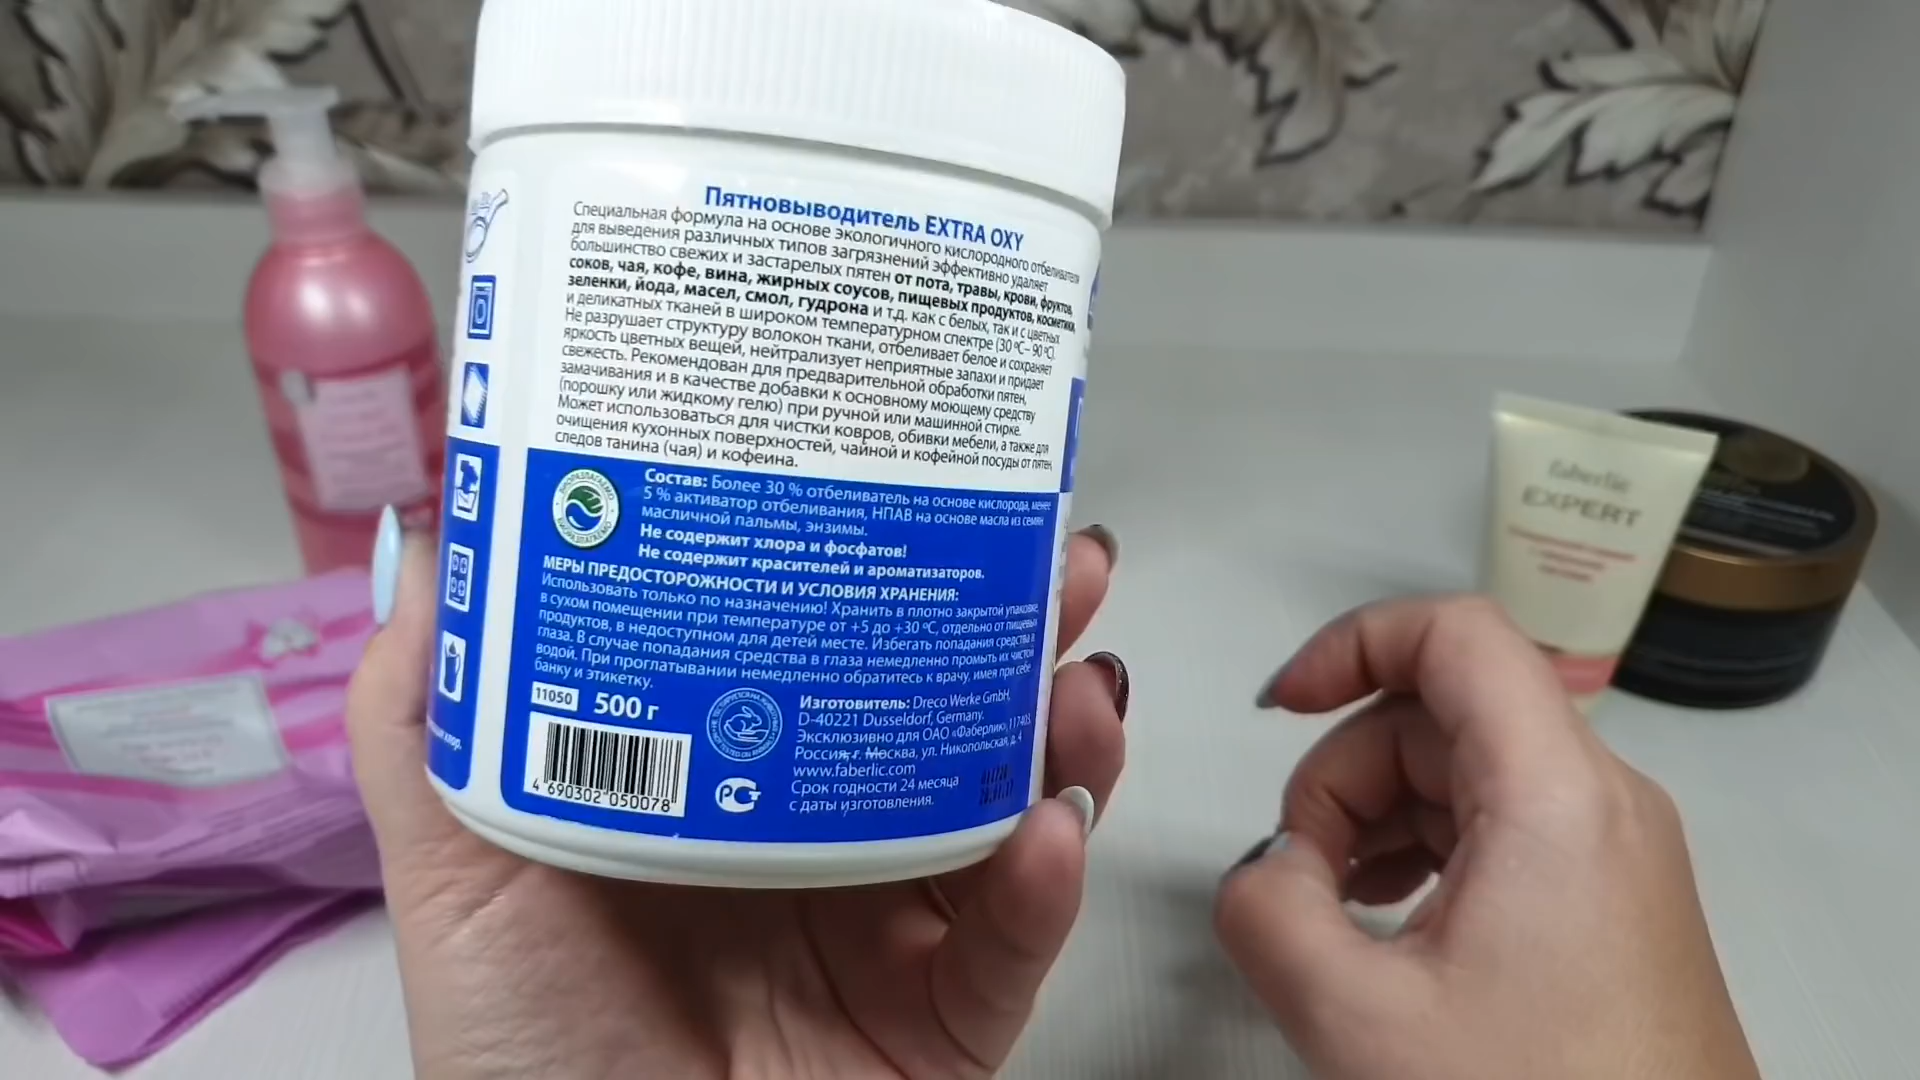 Пятновыводитель EXTRA OXY
Специальная формула на основе экологичного кислородного отбеливателя
для выведения различных типов загрязнений эффективно удаляет
большинство свежих и застарелых пятен от пота, травы, крови, фруктов,
соков, чая, кофе, вина, жирных соусов, пищевых продуктов, косметики,
зеленки, йода, масел, смол, гудрона и т.д. как с белых, так и с цветных
и деликатных тканей в широком температурном спектре (30 ºC– 90 ºC).
Не разрушает структуру волокон ткани, отбеливает белое и сохраняет
яркость цветных вещей, нейтрализует неприятные запахи и придает
свежесть. Рекомендован для предварительной обработки пятен,
замачивания и в качестве добавки к основному моющему средству
(порошку или жидкому гелю) при ручной или машинной стирке.
Может использоваться для чистки ковров, обивки мебели, а также для
очищения кухонных поверхностей, чайной и кофейной посуды от пятен,
следов танина (чая) и кофеина.
БИОРАЗЛАГАЕМО
БИОРАЗЛАГАЕМО
Состав: Более 30 % отбеливатель на основе кислорода, менее
5 % активатор отбеливания, НПАВ на основе масла из семян
масличной пальмы, энзимы.
Не содержит хлора и фосфатов!
Не содержит красителей и ароматизаторов.
МЕРЫ ПРЕДОСТОРОЖНОСТИ И УСЛОВИЯ ХРАНЕНИЯ:
Использовать только по назначению! Хранить в плотно закрытой упаковке,
в сухом помещении при температуре от +5 до +30 ºC, отдельно от пищевых
продуктов, в недоступном для детей месте. Избегать попадания средства в
глаза. В случае попадания средства в глаза немедленно промыть их чистой
водой. При проглатывании немедленно обратитесь к врачу, имея при себе
банку и этикетку.
11050 500 г
4 690302 050078
Изготовитель: Dreco Werke GmbH,
D-40221 Dusseldorf, Germany.
Эксклюзивно для ОАО «Фаберлик», 117405,
Россия, г. Москва, ул. Никопольская, д. 4
www.faberlic.com
Срок годности 24 месяца
с даты изготовления.
faberlic
EXPERT